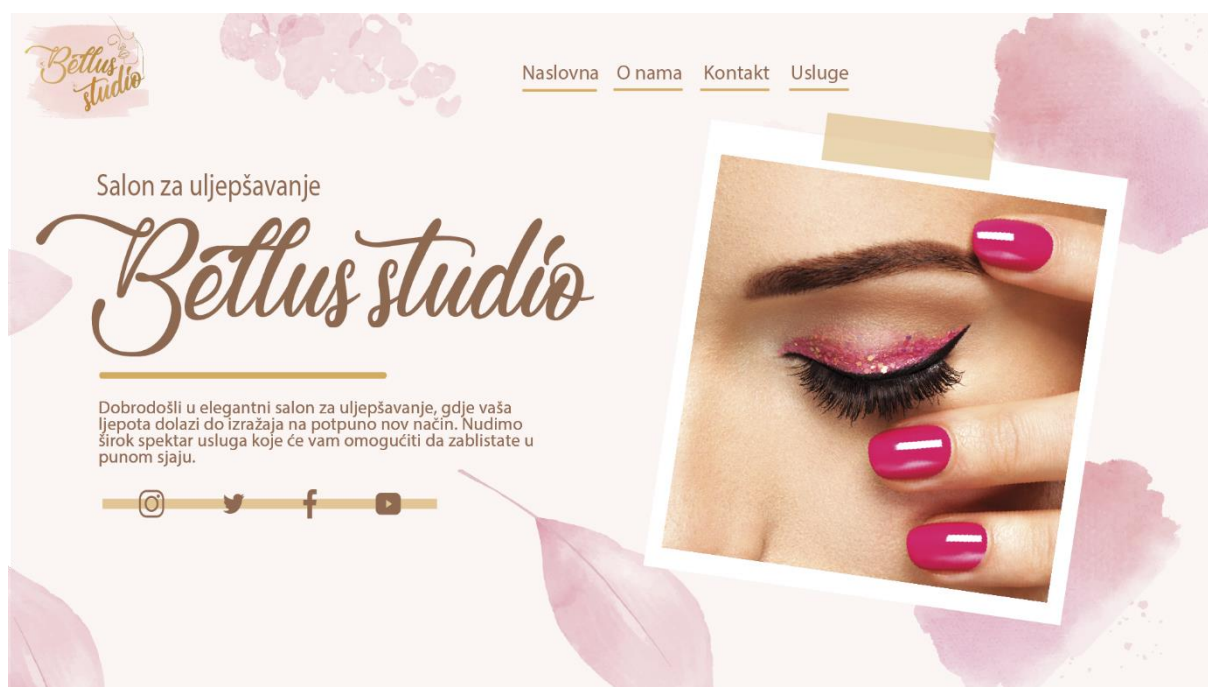 Bellus
studio
Naslovna O nama Kontakt Usluge
Salon za uljepšavanje
Bellus studio
Dobrodošli u elegantni salon za uljepšavanje, gdje vaša
ljepota dolazi do izražaja na potpuno nov način. Nudimo
širok spektar usluga koje će vam omogućiti da zablistate u
punom sjaju.